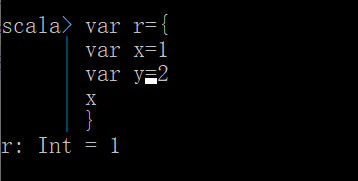 scala> var r={
var x=1
var y=2
x
}
r: Int = 1